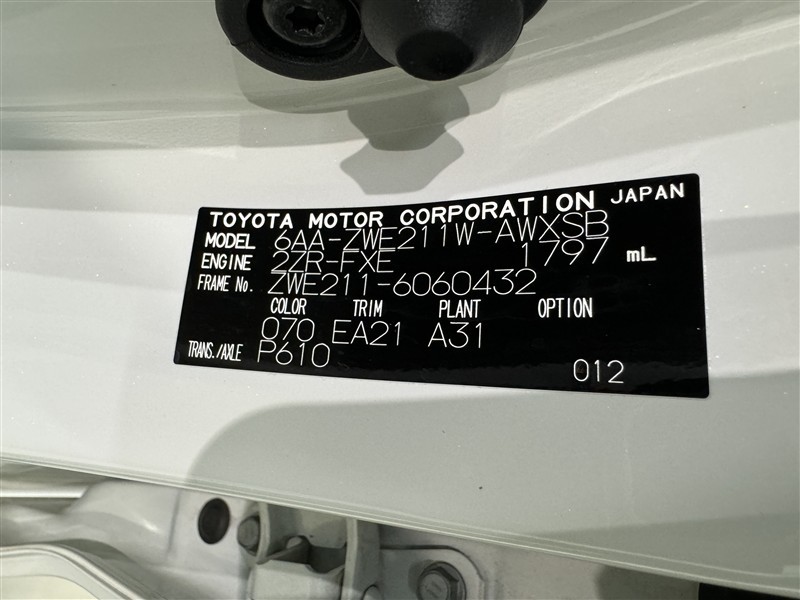 TOYOTA MOTOR CORPORATION JAPAN
MODEL 6AA-ZWE211W-AWXSB
ENGINE 2ZR-FXE 1797 mL
FRAME No. ZWE211-6060432
COLOR TRIM PLANT OPTION
070 EA21 A31
TRANS./AXLE P610
012